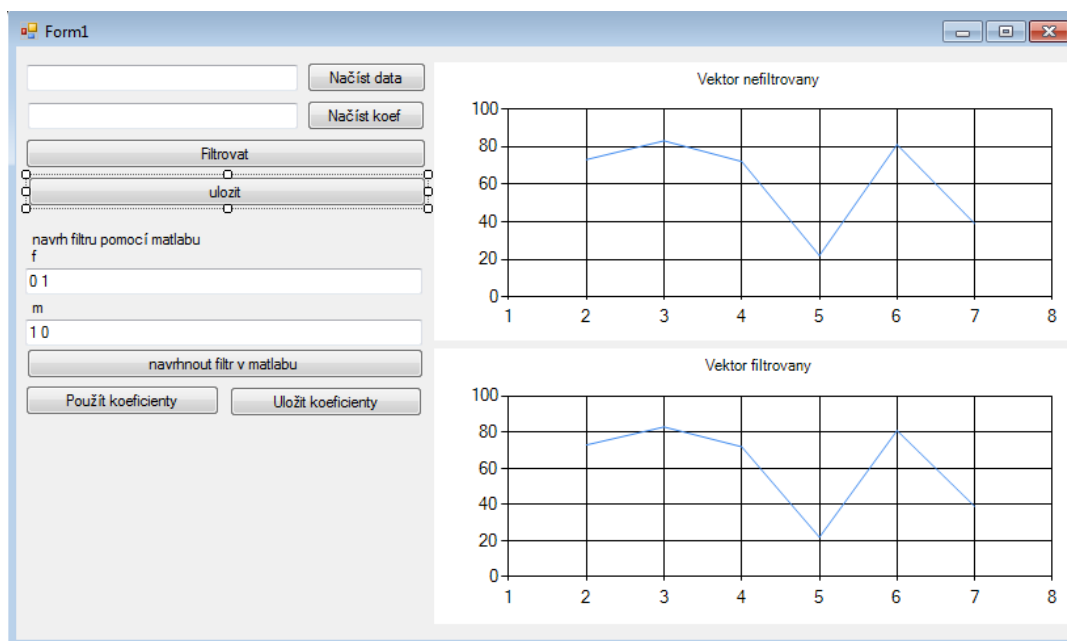 Form1
Načíst data
Načíst koef
Filtrovat
ulozit
navrh filtru pomocí matlabu
f
0 1
m
1 0
navrhnout filtr v matlabu
Použít koeficienty
Uložit koeficienty
Vektor nefiltrovany
100
80
60
40
20
0
1 2 3 4 5 6 7 8
Vektor filtrovany
100
80
60
40
20
0
1 2 3 4 5 6 7 8